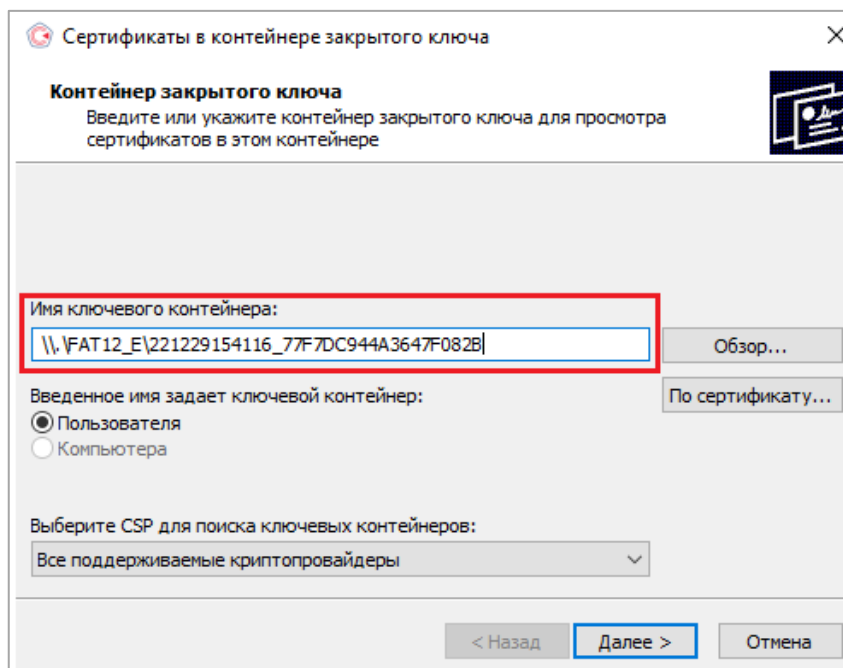 Сертификаты в контейнере закрытого ключа
Контейнер закрытого ключа
Введите или укажите контейнер закрытого ключа для просмотра
сертификатов в этом контейнере
Имя ключевого контейнера:
\\.\FAT12_E\221229154116_77F7DC944A3647F082B
Обзор...
Введенное имя задает ключевой контейнер:
По сертификату...
Пользователя
Компьютера
Выберите CSP для поиска ключевых контейнеров:
Все поддерживаемые криптопровайдеры
< Назад
Далее >
Отмена